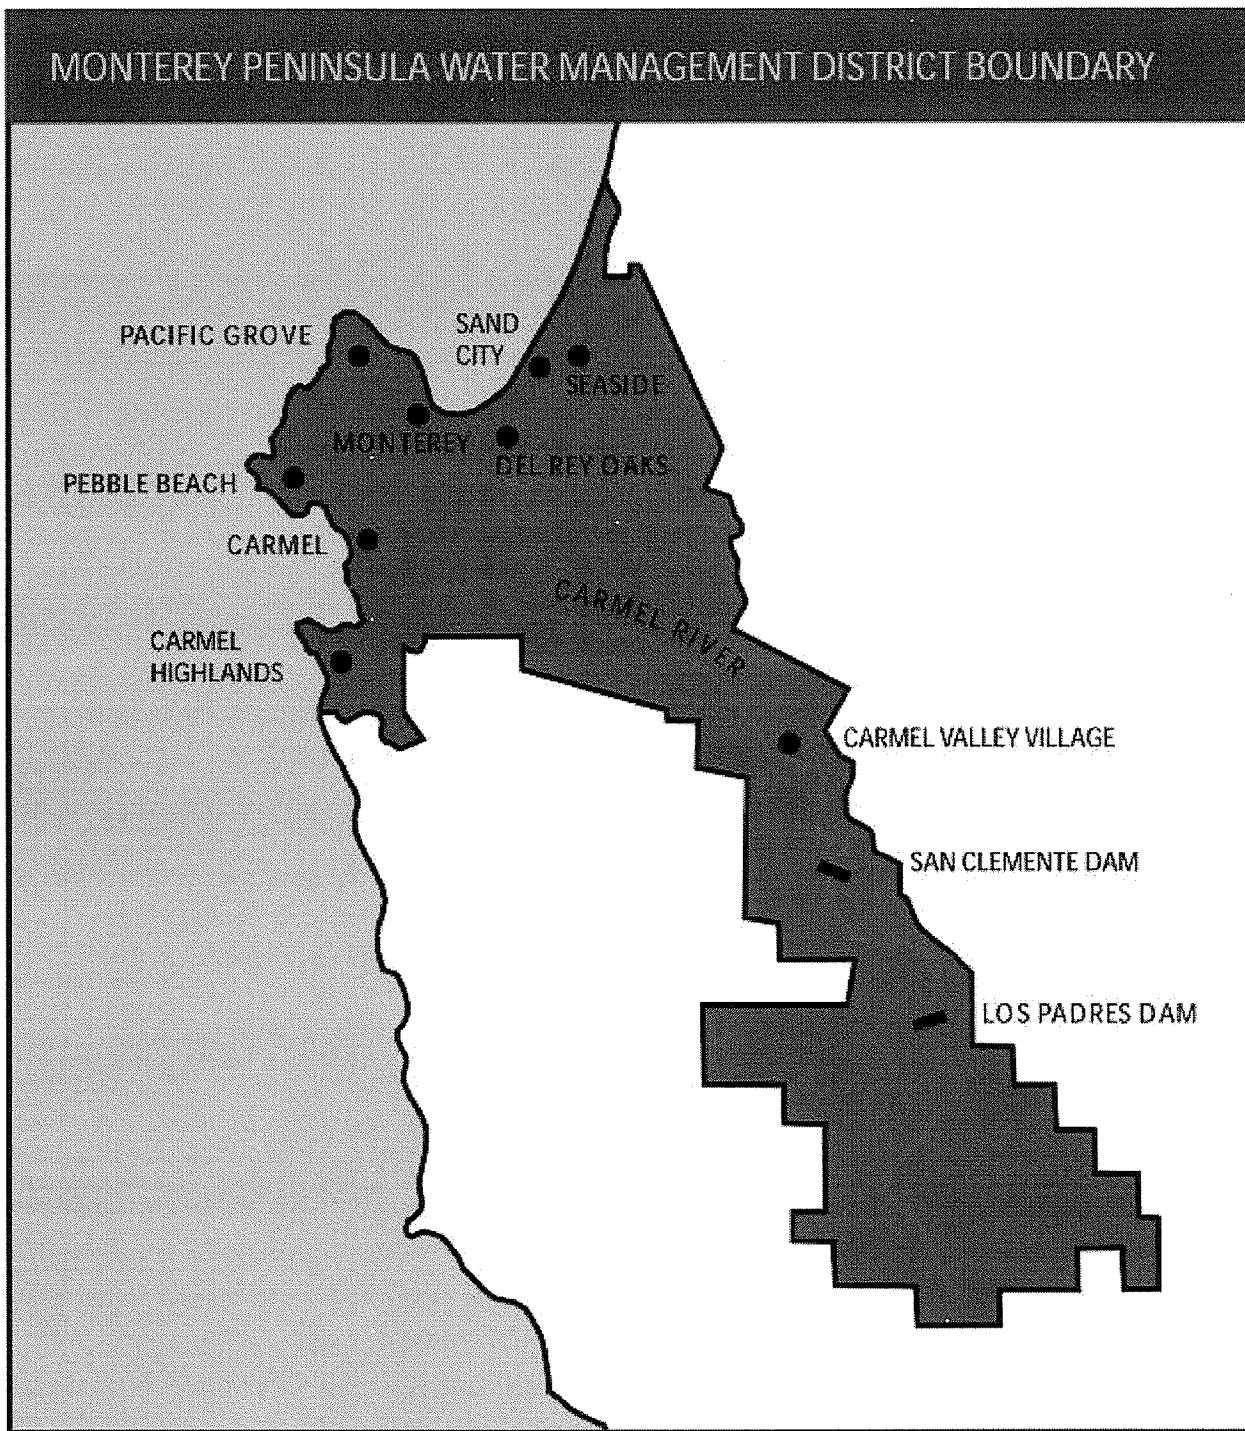 MONTEREY PENINSULA WATER MANAGEMENT DISTRICT BOUNDARY
PACIFIC GROVE
SAND
CITY
SEASIDE
MONTEREY
DEL REY OAKS
PEBBLE BEACH
CARMEL
CARMEL RIVER
CARMEL
HIGHLANDS
CARMEL VALLEY VILLAGE
SAN CLEMENTE DAM
LOS PADRES DAM